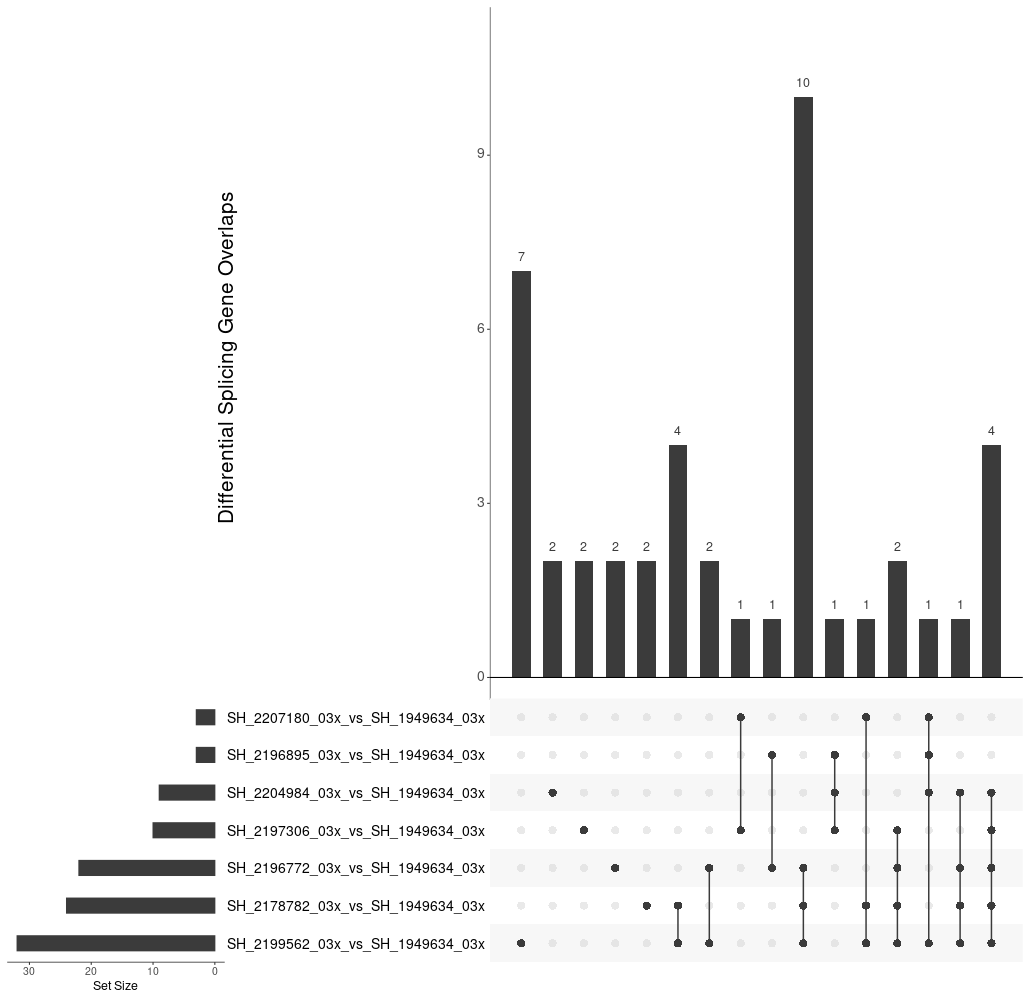 Differential Splicing Gene Overlaps
9
6
3
0
7
2
2
2
2
4
2
1
1
10
1
1
2
1
1
4
SH_2207180_03x_vs_SH_1949634_03x
SH_2196895_03x_vs_SH_1949634_03x
SH_2204984_03x_vs_SH_1949634_03x
SH_2197306_03x_vs_SH_1949634_03x
SH_2196772_03x_vs_SH_1949634_03x
SH_2178782_03x_vs_SH_1949634_03x
SH_2199562_03x_vs_SH_1949634_03x
30 20 10 0
Set Size